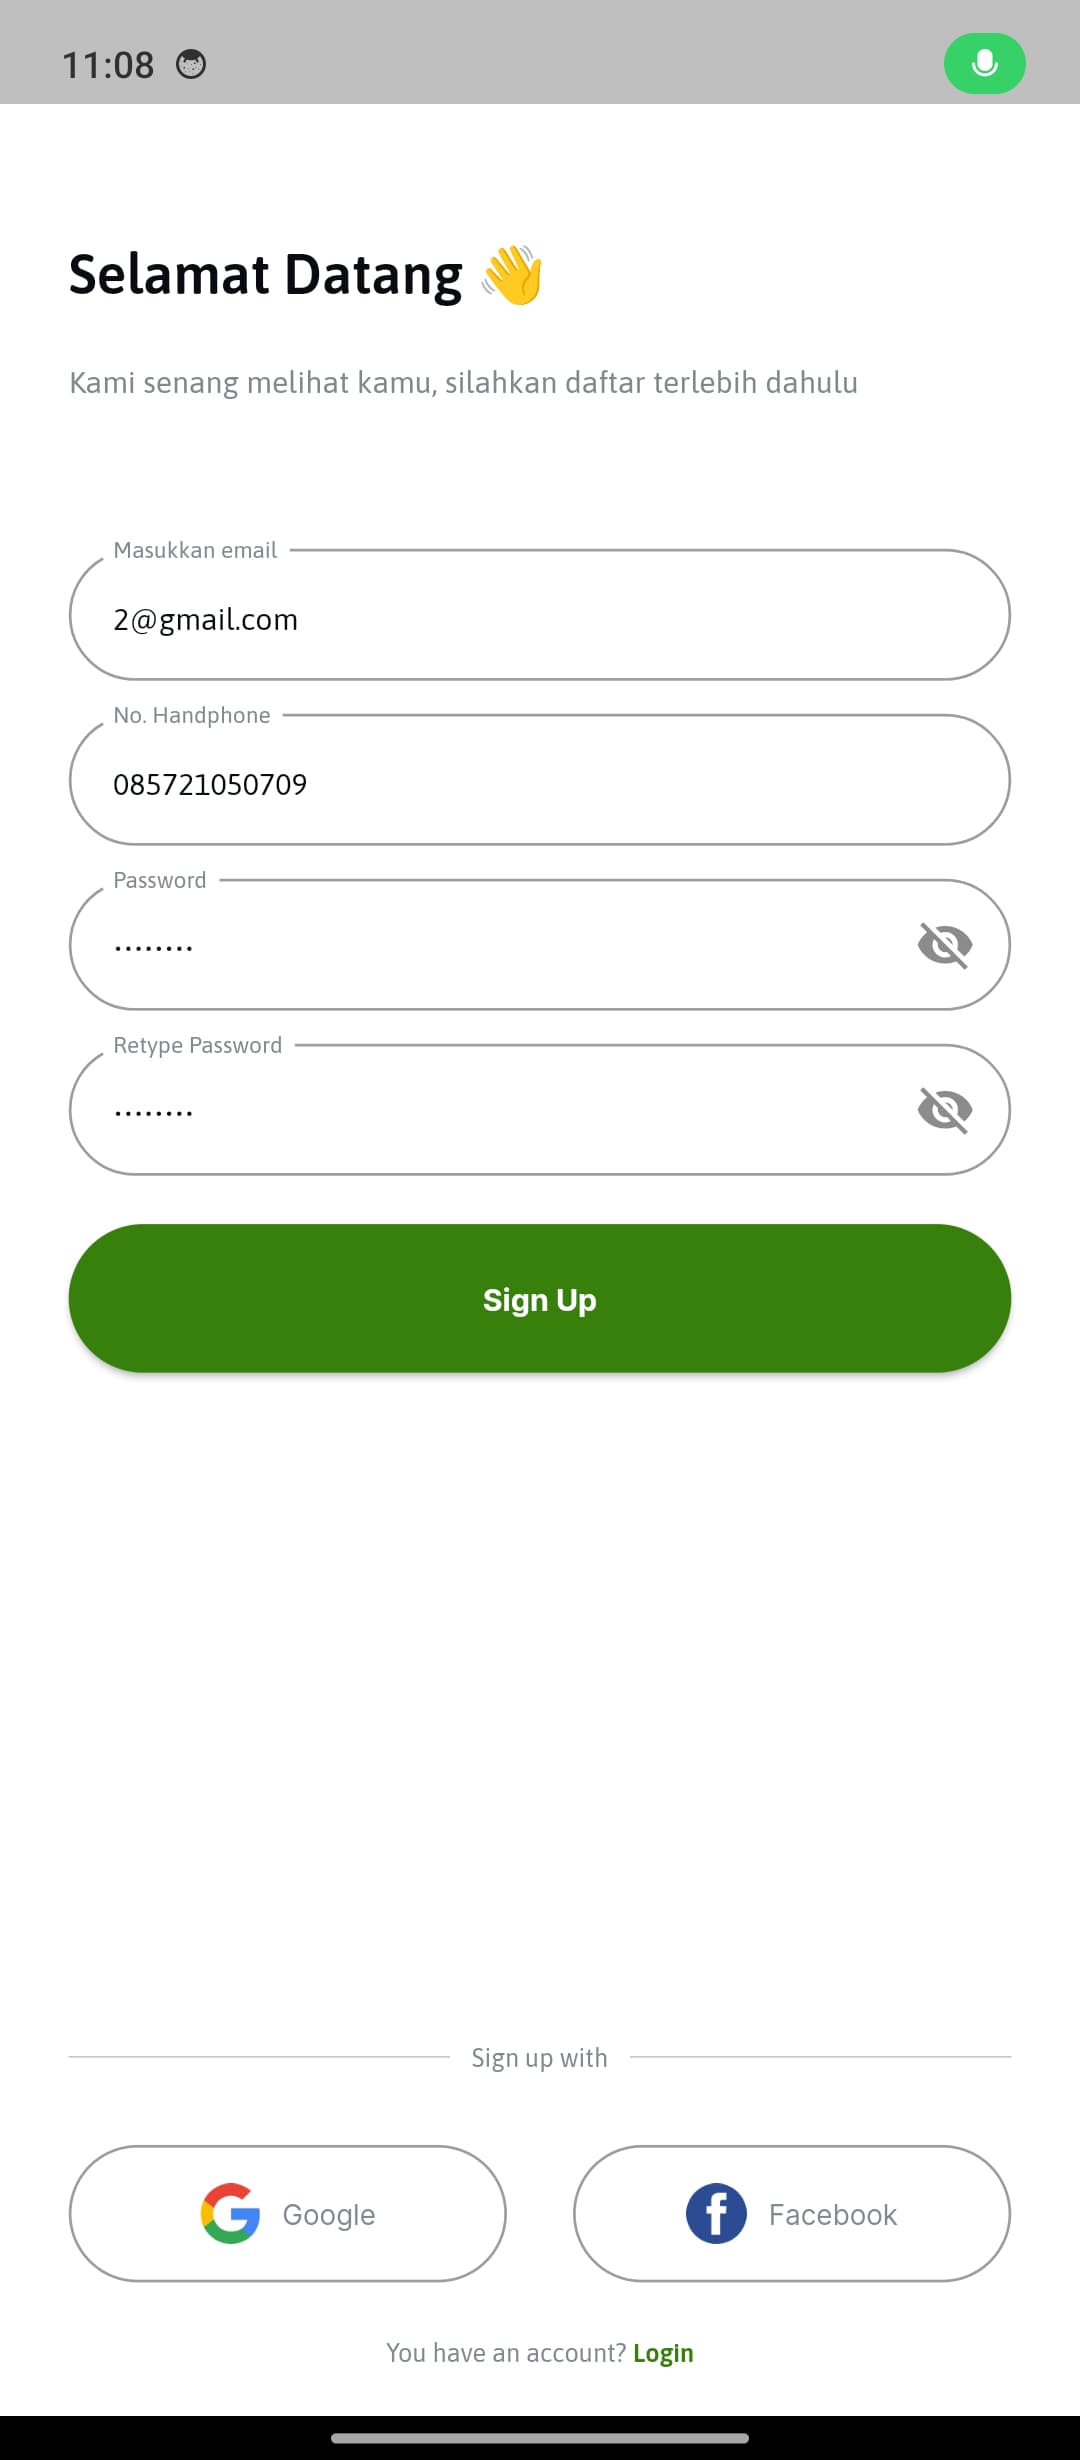 11:08
Selamat Datang 👋
Kami senang melihat kamu, silahkan daftar terlebih dahulu
Masukkan email
2@gmail.com
No. Handphone
085721050709
Password
••••••••
Retype Password
••••••••
Sign Up
Sign up with
Google
Facebook
You have an account? Login